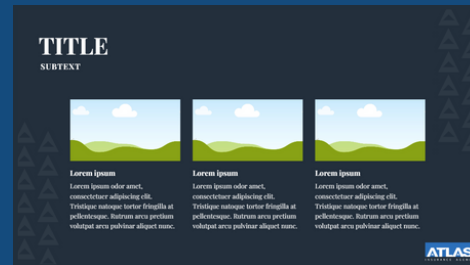 TITLE
SUBTEXT
Lorem ipsum
Lorem ipsum odor amet,
consectetuer adipiscing elit.
Tristique natoque tortor fringilla at
pellentesque. Rutrum arcu pretium
volutpat arcu pulvinar aliquet nunc.
Lorem ipsum
Lorem ipsum odor amet,
consectetuer adipiscing elit.
Tristique natoque tortor fringilla at
pellentesque. Rutrum arcu pretium
volutpat arcu pulvinar aliquet nunc.
Lorem ipsum
Lorem ipsum odor amet,
consectetuer adipiscing elit.
Tristique natoque tortor fringilla at
pellentesque. Rutrum arcu pretium
volutpat arcu pulvinar aliquet nunc.
ATLAS
INSURANCE